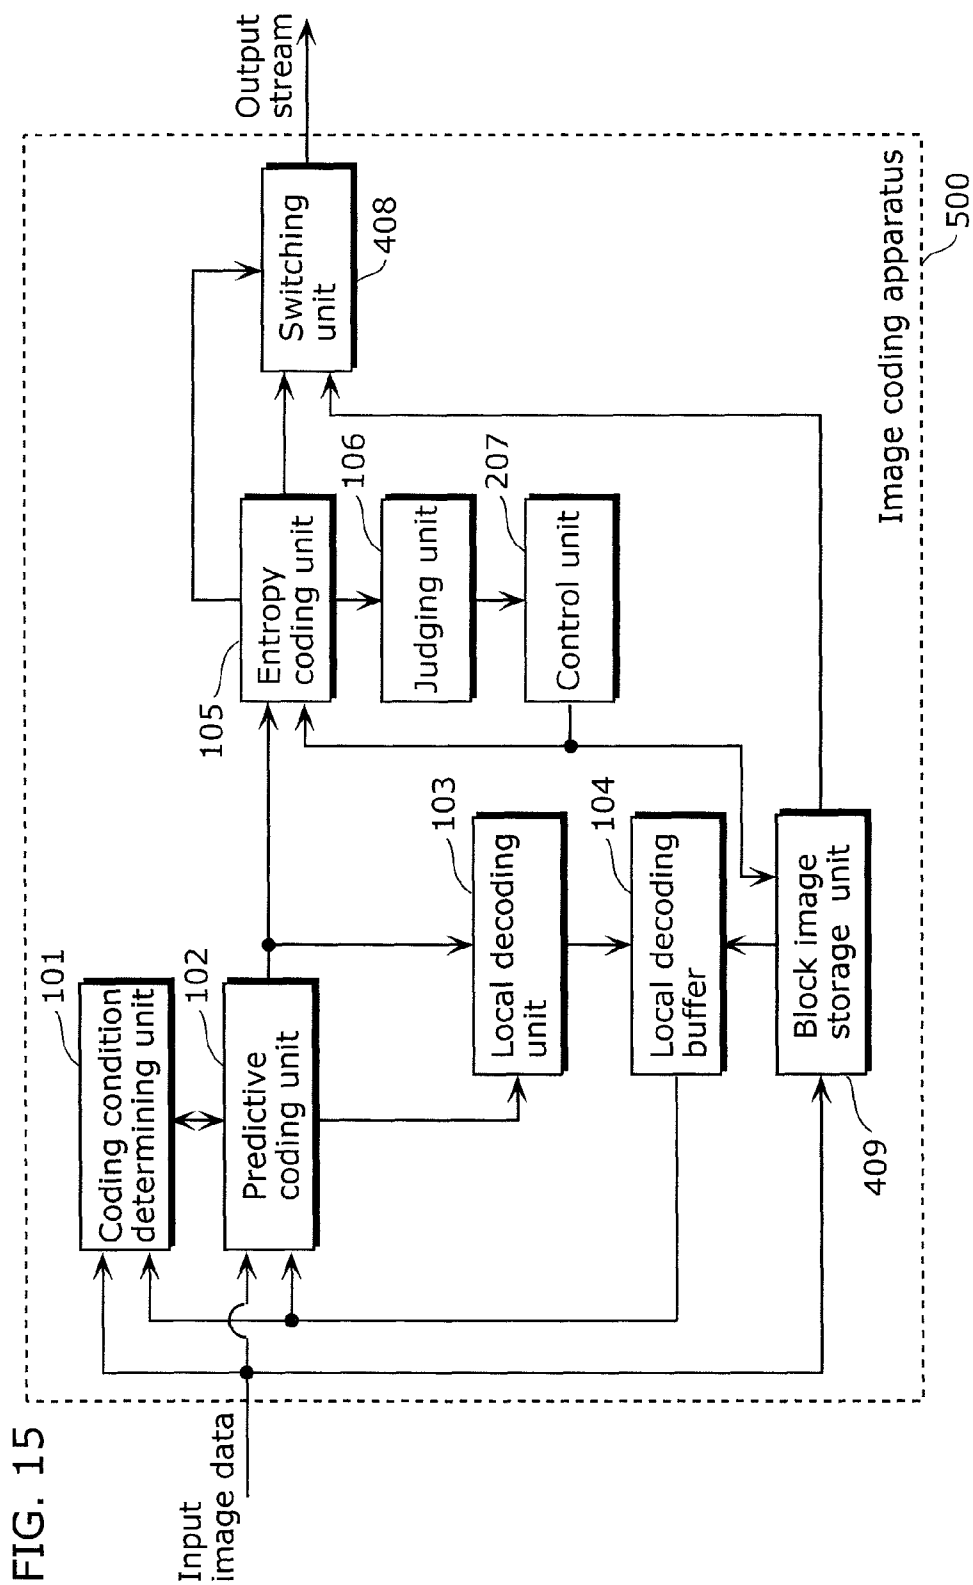 FIG. 15
Input
image data
101
Coding condition
determining unit
102
Predictive
coding unit
103
Local decoding
unit
104
Local decoding
buffer
Block image
storage unit
409
105
Entropy
coding unit
106
Judging unit
207
Control unit
Switching
unit
408
Output
stream
Image coding apparatus
500